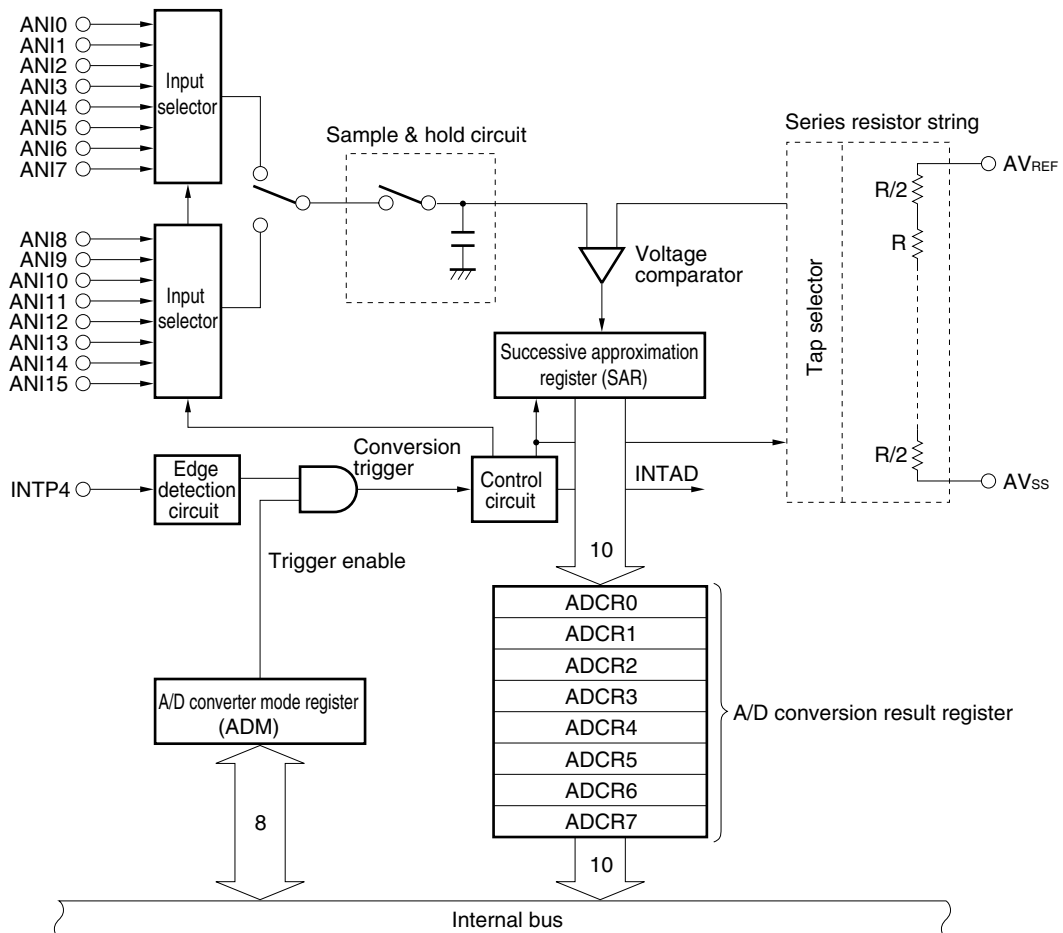 ANI0
ANI1
ANI2
ANI3
ANI4
ANI5
ANI6
ANI7
Input
selector
Sample & hold circuit
Series resistor string
AVREF
R/2
R
ANI8
ANI9
ANI10
ANI11
ANI12
ANI13
ANI14
ANI15
Input
selector
Voltage
comparator
Tap selector
Successive approximation
register (SAR)
R/2
AVSS
INTP4
Edge
detection
circuit
Conversion
trigger
Control
circuit
INTAD
Trigger enable
10
ADCR0
ADCR1
ADCR2
ADCR3
ADCR4
ADCR5
ADCR6
ADCR7
A/D conversion result register
A/D converter mode register
(ADM)
8
10
Internal bus